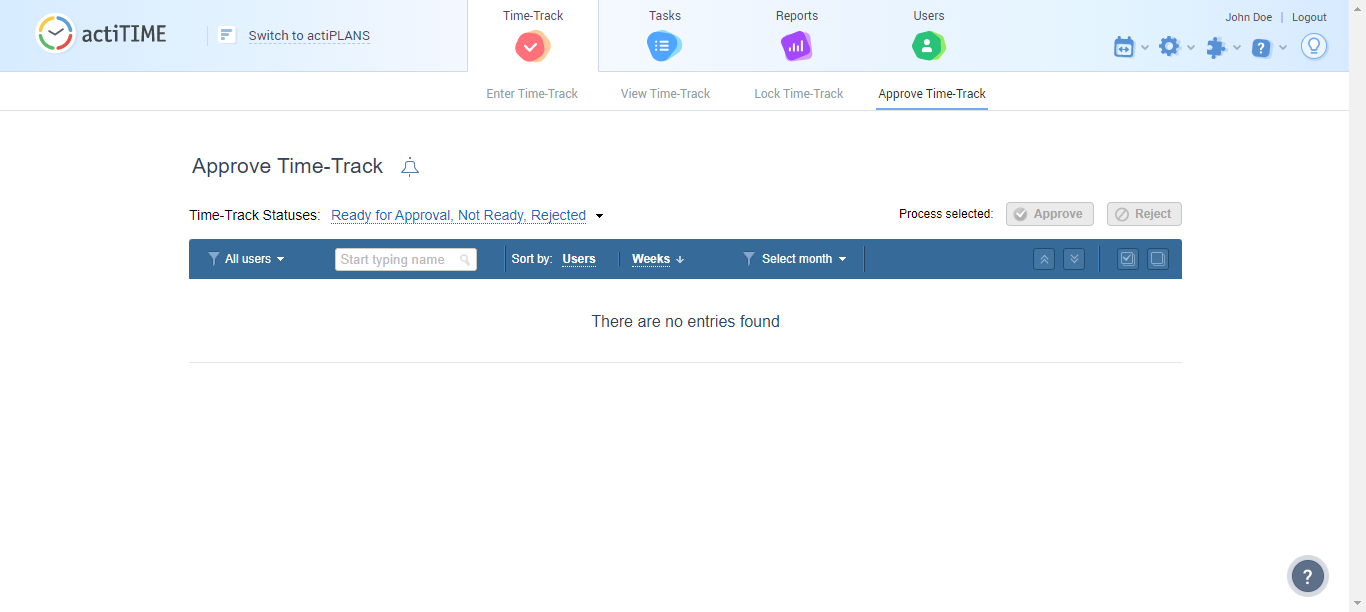 actiTIME
Switch to actiPLANS
Time-Track
Tasks
Reports
Users
John Doe | Logout
?
Enter Time-Track
View Time-Track
Lock Time-Track
Approve Time-Track
Approve Time-Track
Time-Track Statuses: Ready for Approval, Not Ready, Rejected
Process selected: Approve Reject
All users
Start typing name
Sort by: Users
Weeks
Select month
There are no entries found
?